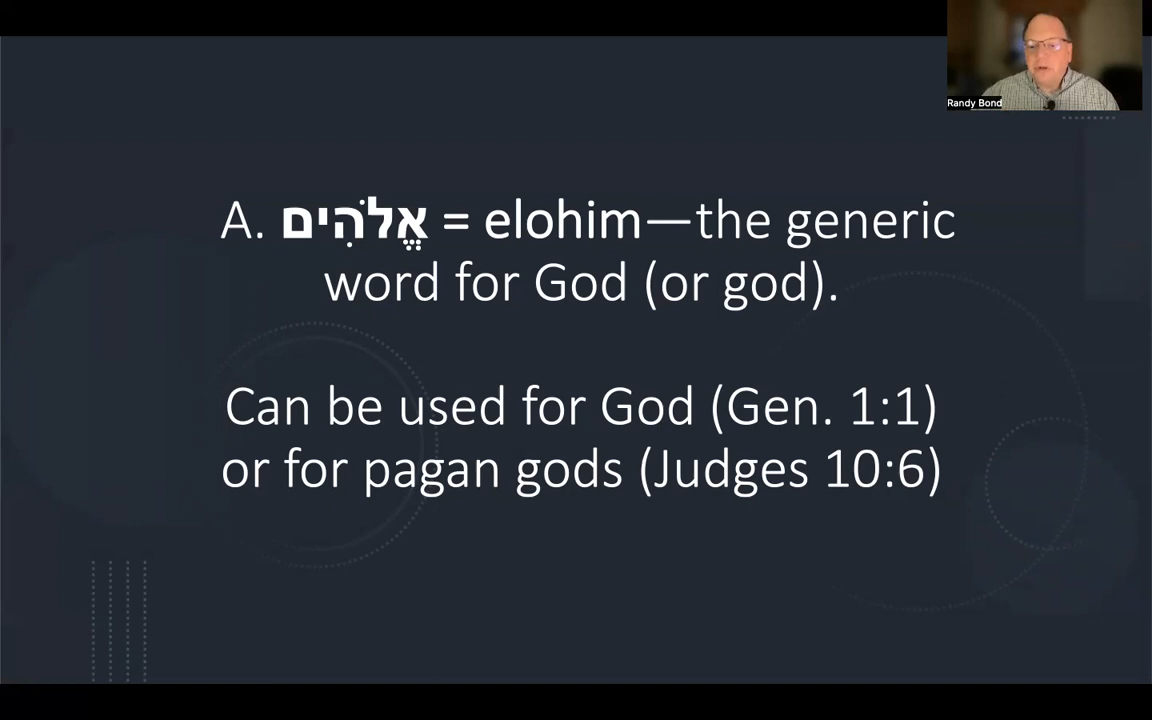 Randy Bond
A. אֱלֹהִים = elohim—the generic
word for God (or god).
Can be used for God (Gen. 1:1)
or for pagan gods (Judges 10:6)